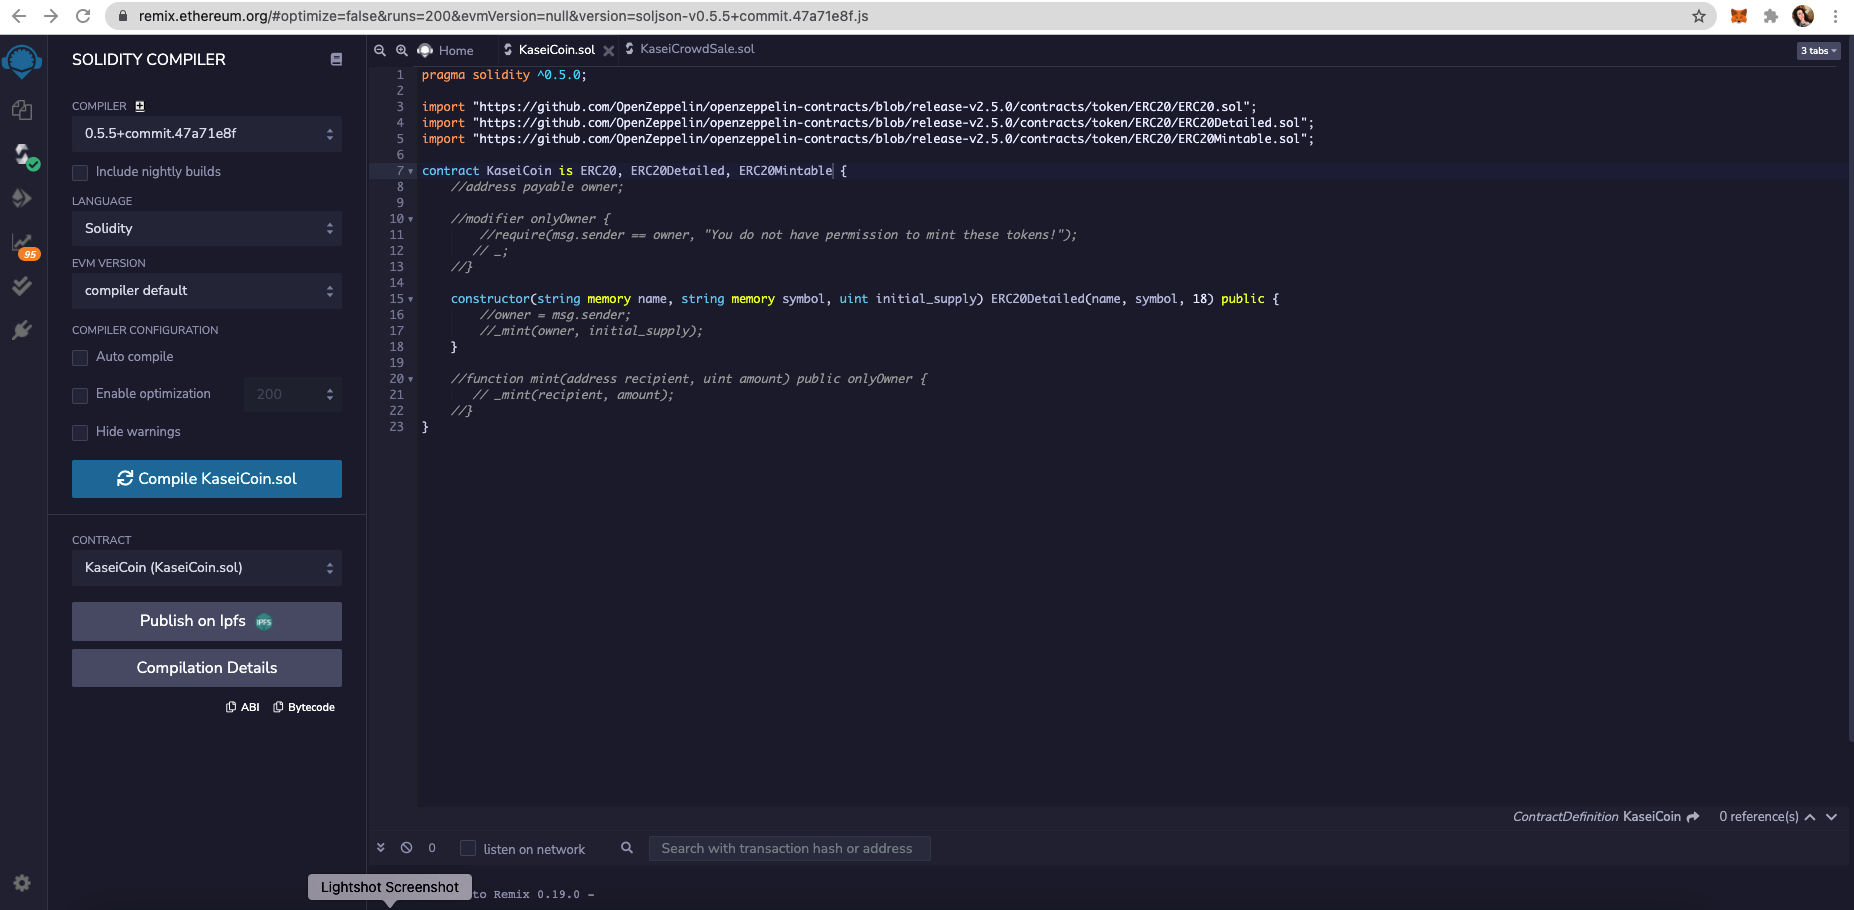 remix.ethereum.org/#optimize=false&runs=200&evmVersion=null&version=soljson-v0.5.5+commit.47a71e8f.js
SOLIDITY COMPILER
COMPILER
0.5.5+commit.47a71e8f
Include nightly builds
LANGUAGE
Solidity
EVM VERSION
compiler default
COMPILER CONFIGURATION
Auto compile
Enable optimization 200
Hide warnings
Compile KaseiCoin.sol
CONTRACT
KaseiCoin (KaseiCoin.sol)
Publish on Ipfs IPFS
Compilation Details
ABI Bytecode
95
Home KaseiCoin.sol KaseiCrowdSale.sol 3 tabs
1 pragma solidity ^0.5.0;
2
3 import "https://github.com/OpenZeppelin/openzeppelin-contracts/blob/release-v2.5.0/contracts/token/ERC20/ERC20.sol";
4 import "https://github.com/OpenZeppelin/openzeppelin-contracts/blob/release-v2.5.0/contracts/token/ERC20/ERC20Detailed.sol";
5 import "https://github.com/OpenZeppelin/openzeppelin-contracts/blob/release-v2.5.0/contracts/token/ERC20/ERC20Mintable.sol";
6
7 contract KaseiCoin is ERC20, ERC20Detailed, ERC20Mintable {
8 //address payable owner;
9
10 //modifier onlyOwner {
11 //require(msg.sender == owner, "You do not have permission to mint these tokens!");
12 // _;
13 //}
14
15 constructor(string memory name, string memory symbol, uint initial_supply) ERC20Detailed(name, symbol, 18) public {
16 //owner = msg.sender;
17 //_mint(owner, initial_supply);
18 }
19
20 //function mint(address recipient, uint amount) public onlyOwner {
21 // _mint(recipient, amount);
22 //}
23 }
ContractDefinition KaseiCoin 0 reference(s)
0 listen on network Search with transaction hash or address
Lightshot Screenshot
to Remix 0.19.0 -